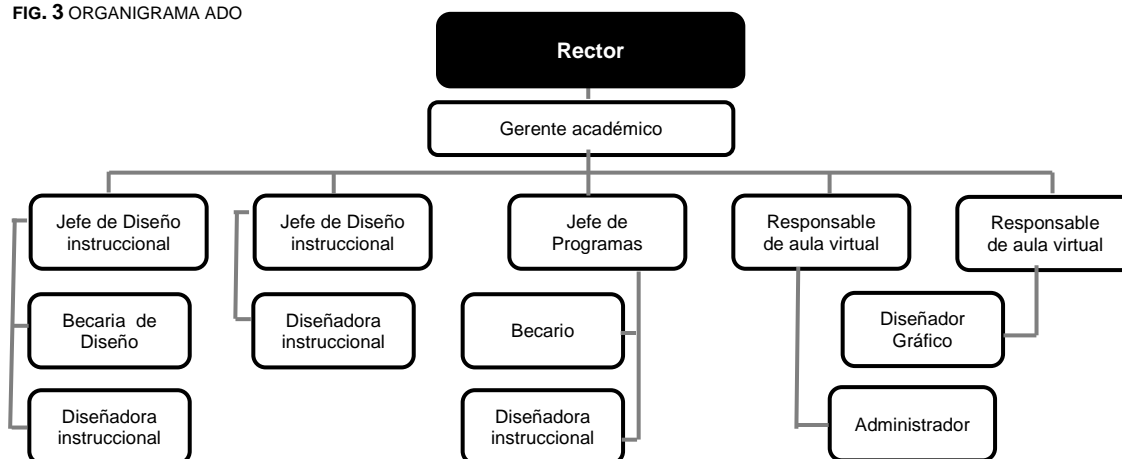 FIG. 3 ORGANIGRAMA ADO
Rector
Gerente académico
Jefe de Diseño
instruccional
Jefe de Diseño
instruccional
Jefe de
Programas
Responsable
de aula virtual
Responsable
de aula virtual
Becaria de
Diseño
Diseñadora
instruccional
Becario
Diseñador
Gráfico
Diseñadora
instruccional
Diseñadora
instruccional
Administrador